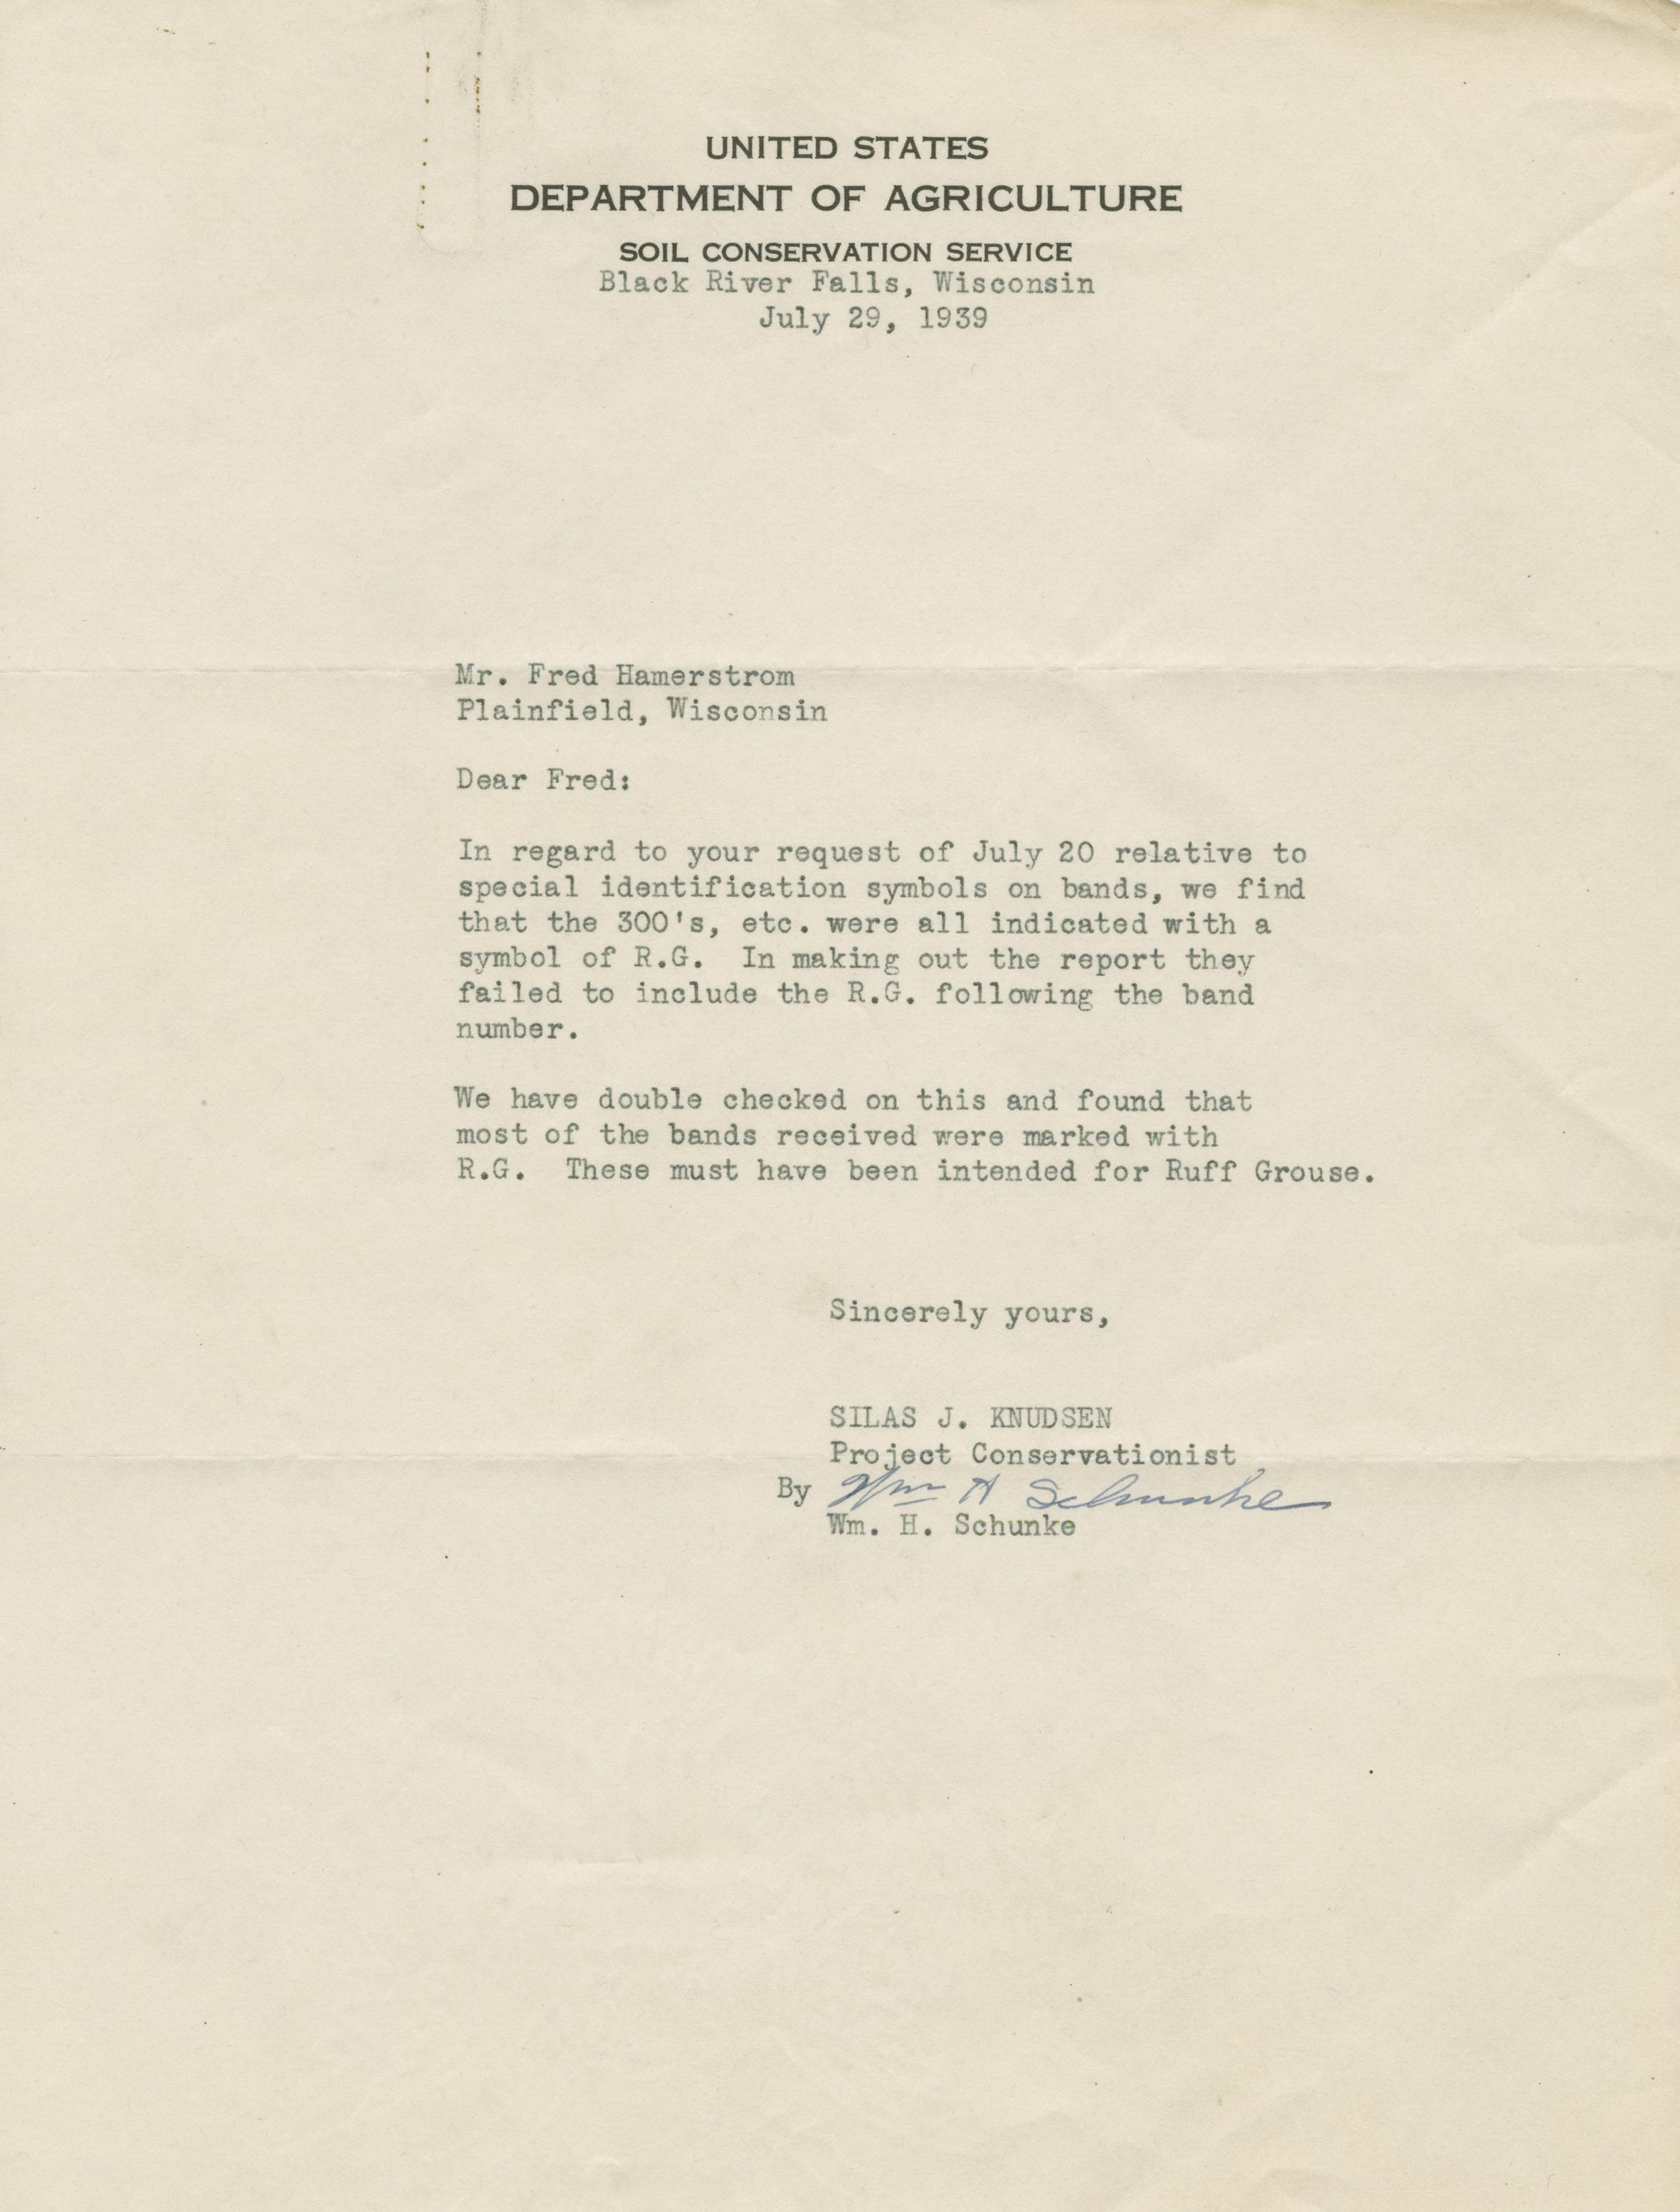 UNITED STATES
DEPARTMENT OF AGRICULTURE
SOIL CONSERVATION SERVICE
Black River Falls, Wisconsin
July 29, 1939
Mr. Fred Hamerstrom
Plainfield, Wisconsin
Dear Fred:
In regard to your request of July 20 relative to
special identification symbols on bands, we find
that the 300's, etc. were all indicated with a
symbol of R.G. In making out the report they
failed to include the R.G. following the band
number.
We have double checked on this and found that
most of the bands received were marked with
R.G. These must have been intended for Ruff Grouse.
Sincerely yours,
SILAS J. KNUDSEN
Project Conservationist
By Wm H Schunke
Wm. H. Schunke